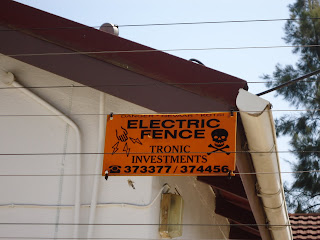 ELECTRIC
FENCE
TRONIC
INVESTMENTS
☎ 373377 / 374456